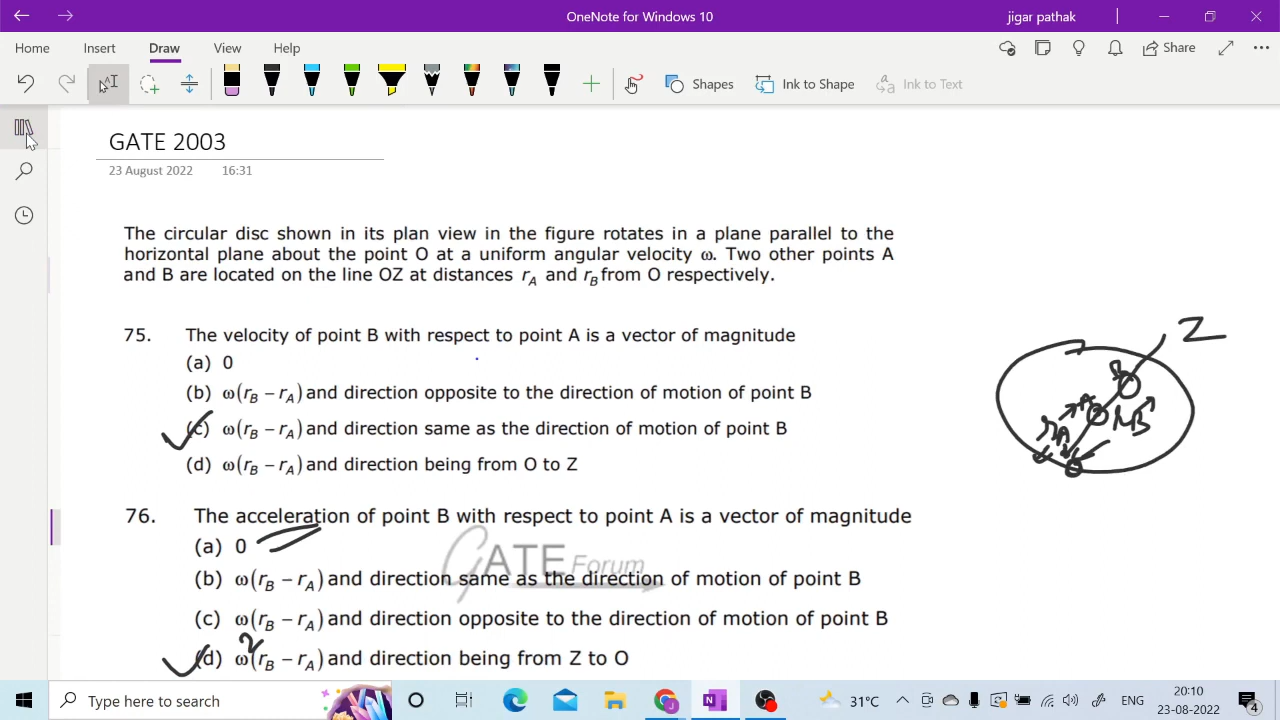 OneNote for Windows 10
jigar pathak
Home Insert Draw View Help
Share
Shapes
Ink to Shape
Ink to Text
GATE 2003
23 August 2022 16:31
The circular disc shown in its plan view in the figure rotates in a plane parallel to the
horizontal plane about the point O at a uniform angular velocity ω. Two other points A
and B are located on the line OZ at distances rA and rB from O respectively.
75. The velocity of point B with respect to point A is a vector of magnitude
(a) 0
(b) ω(rB – rA) and direction opposite to the direction of motion of point B
(c) ω(rB – rA) and direction same as the direction of motion of point B
(d) ω(rB – rA) and direction being from O to Z
76. The acceleration of point B with respect to point A is a vector of magnitude
(a) 0
GATE Forum
(b) ω(rB – rA) and direction same as the direction of motion of point B
(c) ω(rB – rA) and direction opposite to the direction of motion of point B
(d) ω²(rB – rA) and direction being from Z to O
Z
A
B
rA
rB
Type here to search
31°C
ENG
20:10
23-08-2022
4